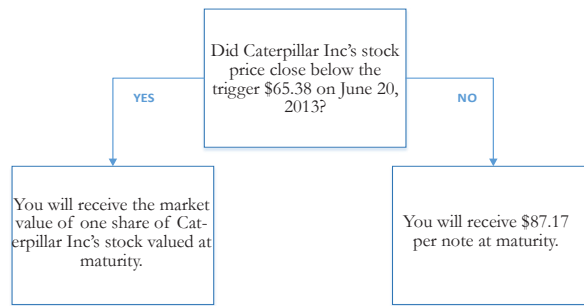 Did Caterpillar Inc's stock
price close below the
trigger $65.38 on June 20,
2013?
YES
NO
You will receive the market
value of one share of Cat-
erpillar Inc's stock valued at
maturity.
You will receive $87.17
per note at maturity.